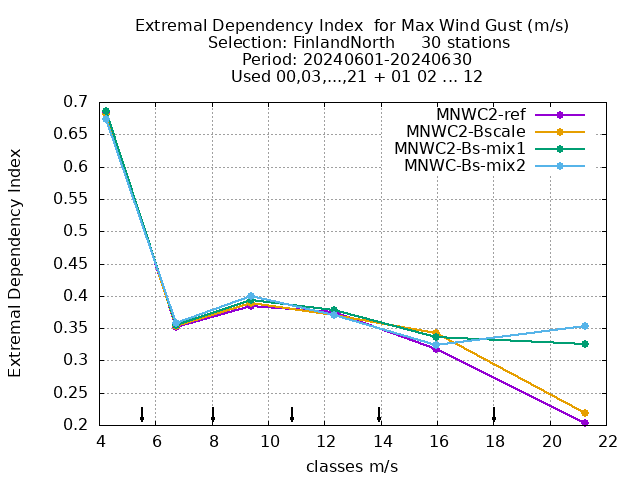 Extremal Dependency Index  for Max Wind Gust (m/s)
Selection: FinlandNorth     30 stations
Period: 20240601-20240630
Used 00,03,...,21 + 01 02 ... 12
MNWC2-ref
MNWC2-Bscale
MNWC2-Bs-mix1
MNWC-Bs-mix2
Extremal Dependency Index
0.7
0.65
0.6
0.55
0.5
0.45
0.4
0.35
0.3
0.25
0.2
4 6 8 10 12 14 16 18 20 22
classes m/s